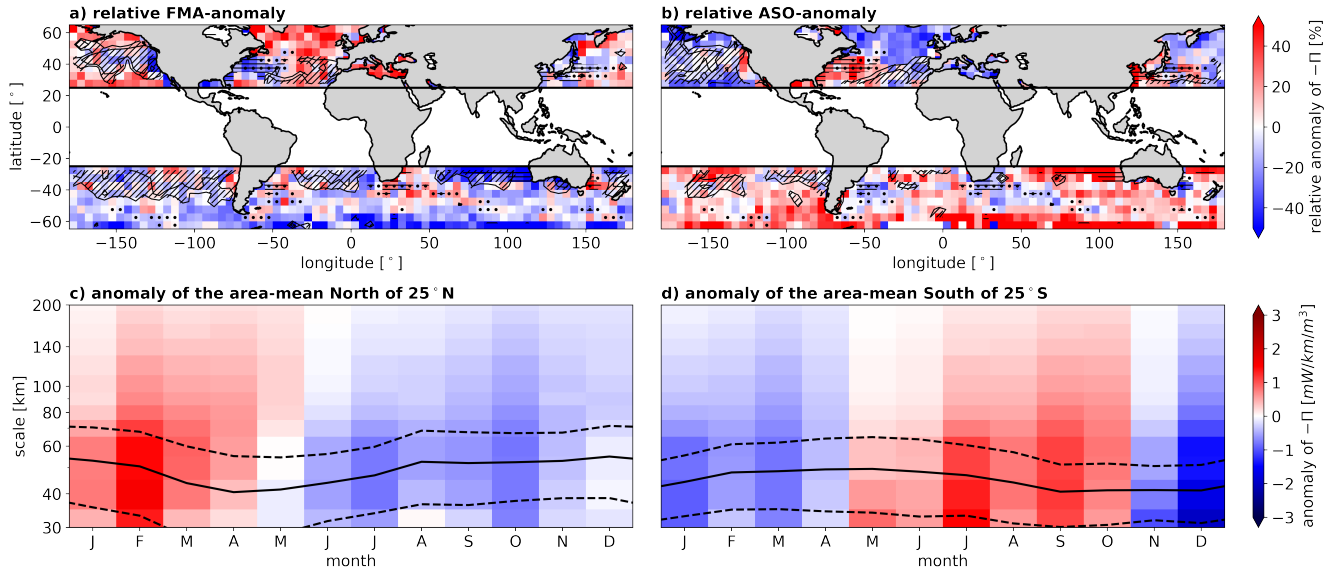 a) relative FMA-anomaly
b) relative ASO-anomaly
latitude [°]
60
40
20
0
−20
−40
−60
−150
−100
−50
0
50
100
150
longitude [°]
−150
−100
−50
0
50
100
150
longitude [°]
40
20
0
−20
−40
relative anomaly of −Π [%]
c) anomaly of the area-mean North of 25°N
d) anomaly of the area-mean South of 25°S
scale [km]
200
140
100
80
60
40
30
J F M A M J J A S O N D
month
J F M A M J J A S O N D
month
3
2
1
0
−1
−2
−3
anomaly of −Π [mW/km/m³]